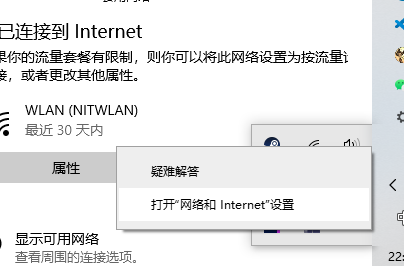 已连接到 Internet
果你的流量套餐有限制，则你可以将此网络设置为按流量
接，或者更改其他属性。
WLAN (NITWLAN)
最近 30 天内
属性
疑难解答
打开“网络和 Internet”设置
显示可用网络
查看周围的连接选项。
22: